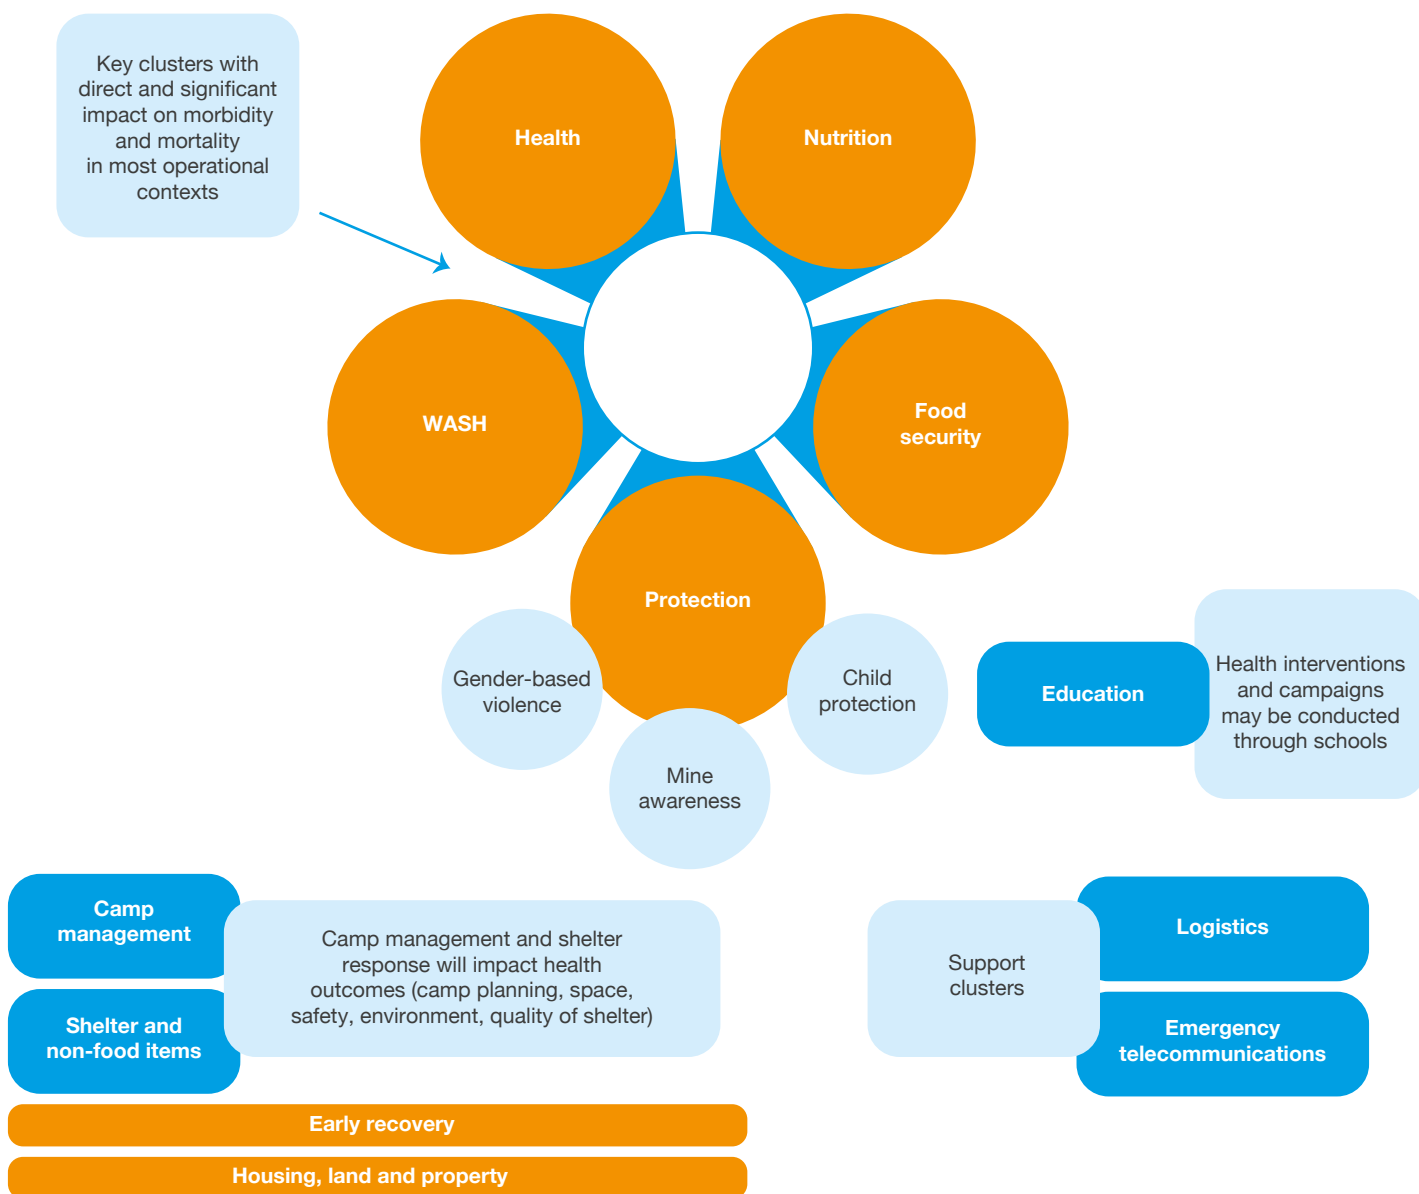 Key clusters with
direct and significant
impact on morbidity
and mortality
in most operational
contexts
Health
Nutrition
WASH
Food
security
Protection
Gender-based
violence
Mine
awareness
Child
protection
Education
Health interventions
and campaigns
may be conducted
through schools
Camp
management
Shelter and
non-food items
Camp management and shelter
response will impact health
outcomes (camp planning, space,
safety, environment, quality of shelter)
Support
clusters
Logistics
Emergency
telecommunications
Early recovery
Housing, land and property